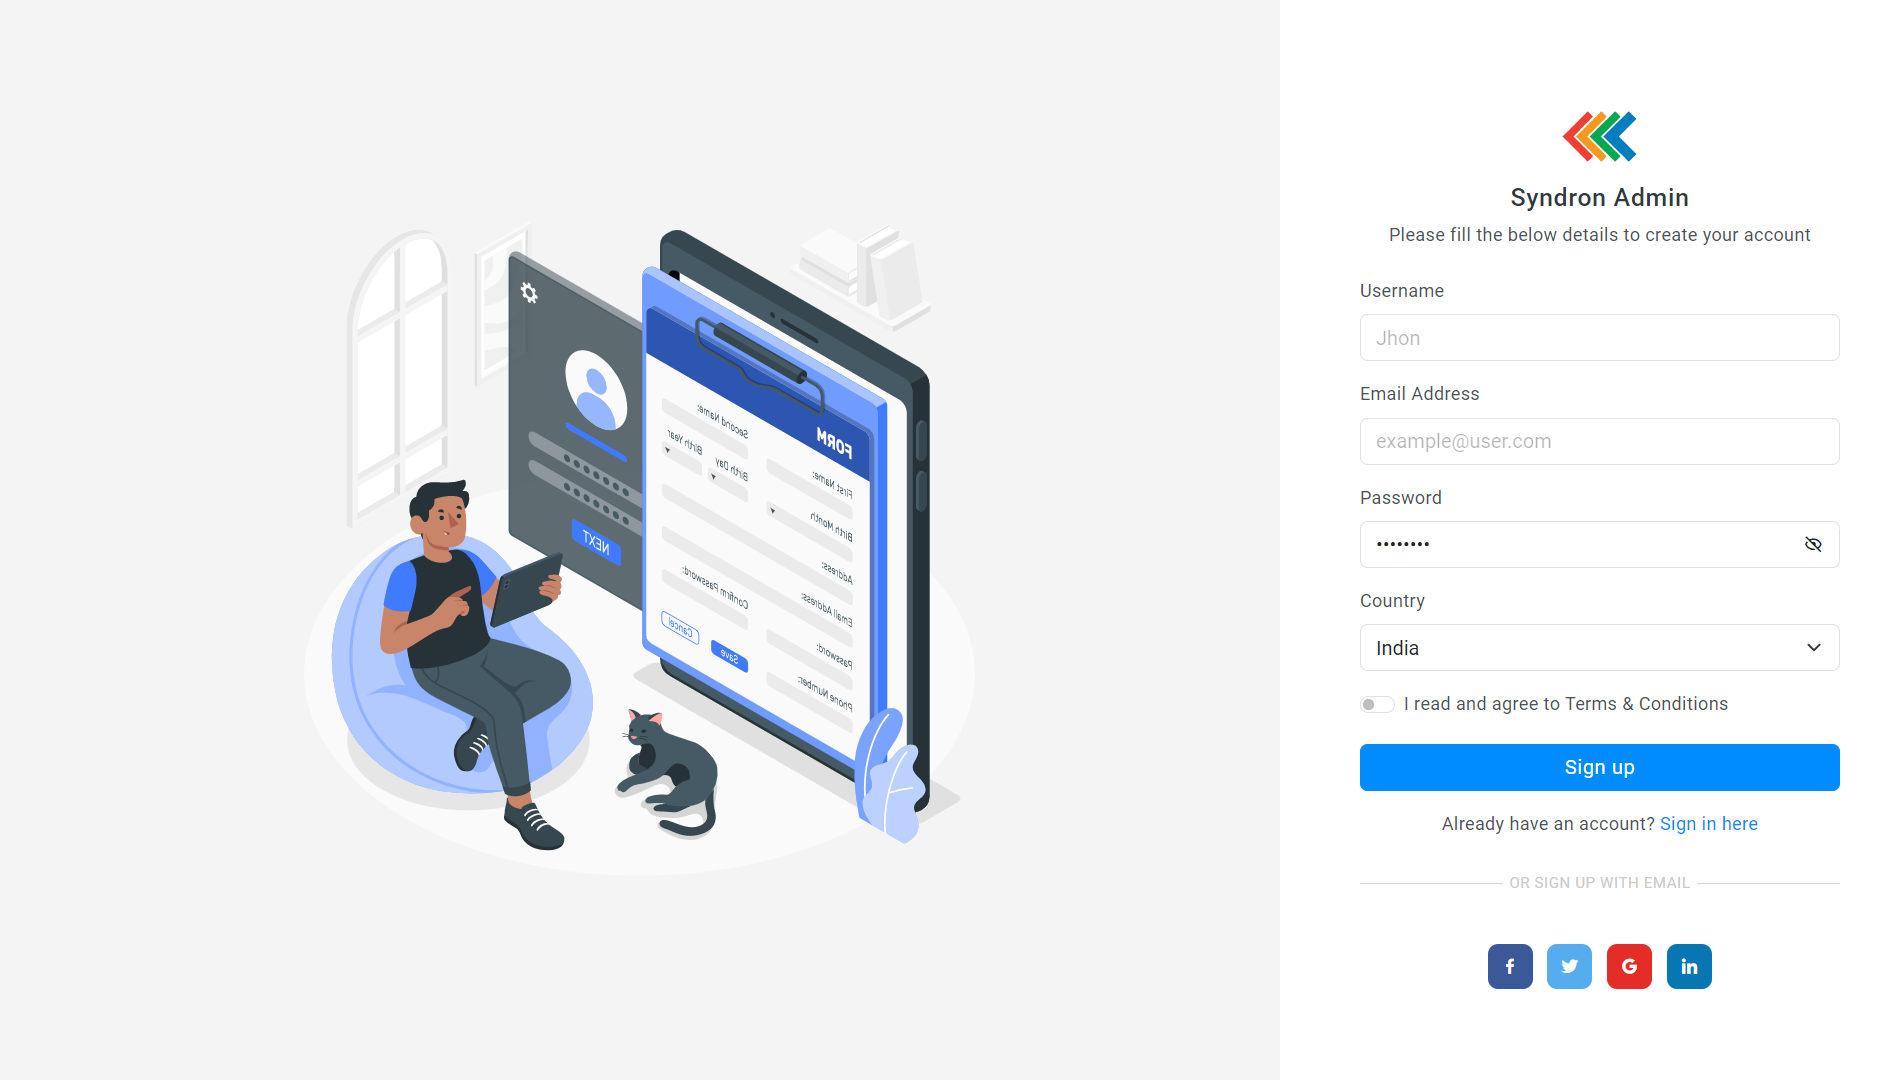 Syndron Admin
Please fill the below details to create your account
Username
Jhon
Email Address
example@user.com
Password
••••••••
Country
India
I read and agree to Terms & Conditions
Sign up
Already have an account? Sign in here
OR SIGN UP WITH EMAIL
FORM
Second Name:
First Name:
Birth Year
Birth Day
Birth Month
Address:
Email Address:
Confirm Password:
Password:
Phone Number:
Cancel
Save
NEXT